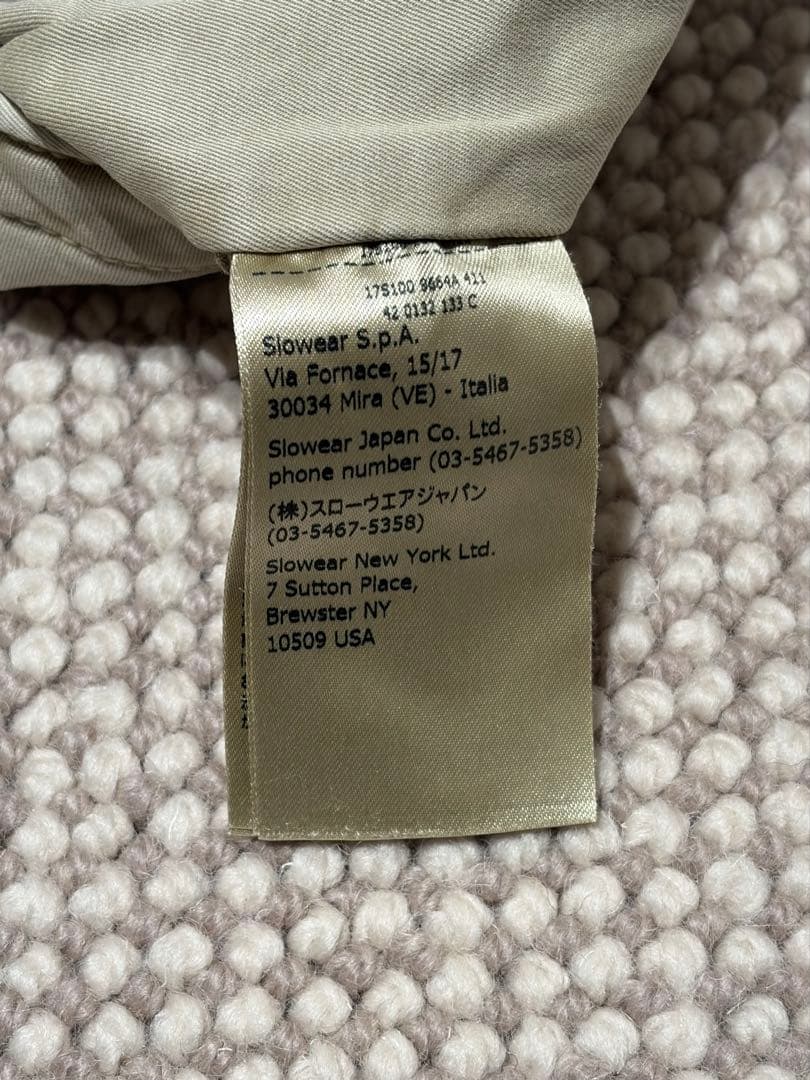 17S100 9664A 411
42 0132 133 C
Slowear S.p.A.
Via Fornace, 15/17
30034 Mira (VE) - Italia
Slowear Japan Co. Ltd.
phone number (03-5467-5358)
(株)スローウエアジャパン
(03-5467-5358)
Slowear New York Ltd.
7 Sutton Place,
Brewster NY
10509 USA